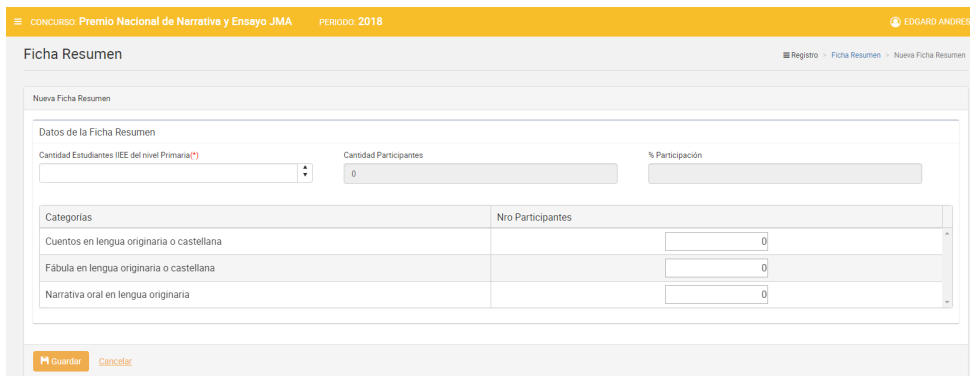 CONCURSO: Premio Nacional de Narrativa y Ensayo JMA PERIODO: 2018 EDGARD ANDRES
Ficha Resumen Registro > Ficha Resumen > Nueva Ficha Resumen
Nueva Ficha Resumen
Datos de la Ficha Resumen
Cantidad Estudiantes IIEE del nivel Primaria(*) Cantidad Participantes % Participación
0
Categorías Nro Participantes
Cuentos en lengua originaria o castellana 0
Fábula en lengua originaria o castellana 0
Narrativa oral en lengua originaria 0
Guardar Cancelar